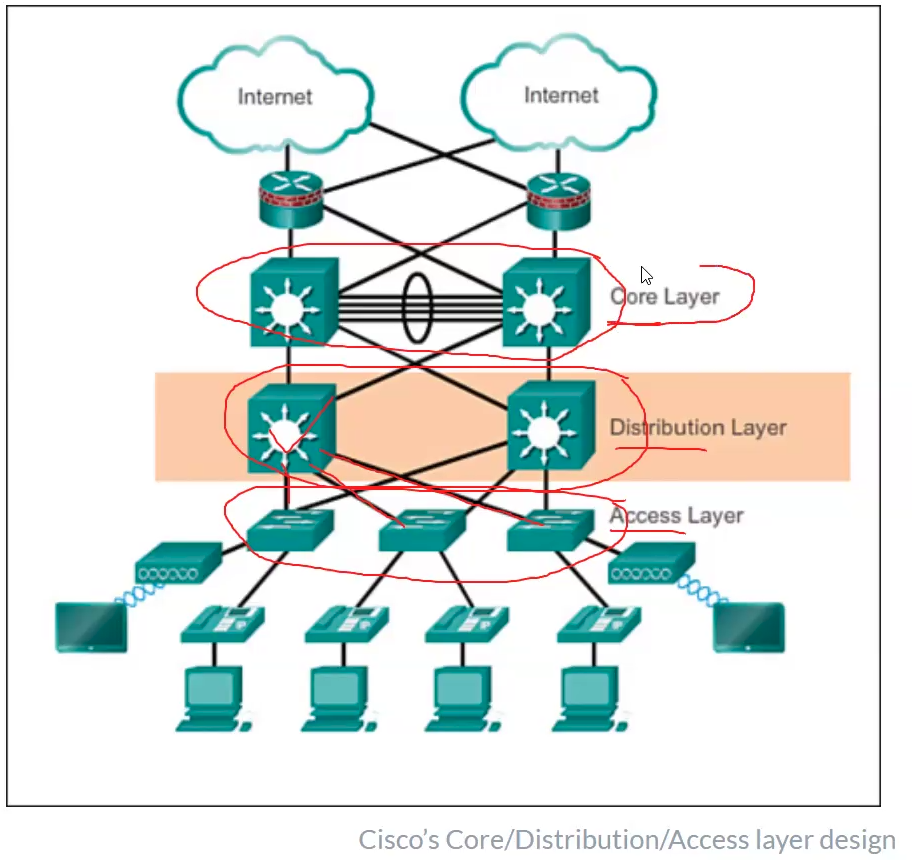 Internet
Internet
Core Layer
Distribution Layer
Access Layer
Cisco's Core/Distribution/Access layer design